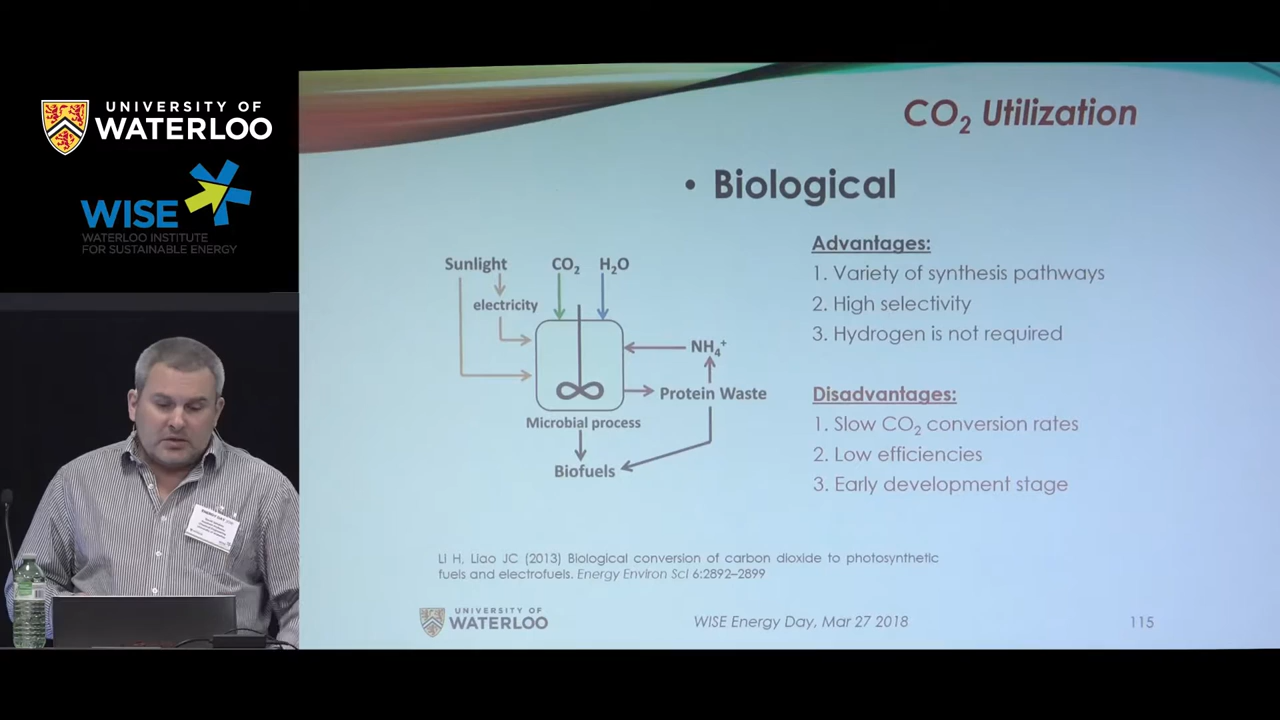 UNIVERSITY OF
WATERLOO
WISE
WATERLOO INSTITUTE
FOR SUSTAINABLE ENERGY
CO2 Utilization
• Biological
Advantages:
1. Variety of synthesis pathways
2. High selectivity
3. Hydrogen is not required
Disadvantages:
1. Slow CO2 conversion rates
2. Low efficiencies
3. Early development stage
Sunlight
CO2
H2O
electricity
NH4+
Protein Waste
Microbial process
Biofuels
Li H, Liao JC (2013) Biological conversion of carbon dioxide to photosynthetic
fuels and electrofuels. Energy Environ Sci 6:2892–2899
UNIVERSITY OF
WATERLOO
WISE Energy Day, Mar 27 2018
115
ENERGY DAY